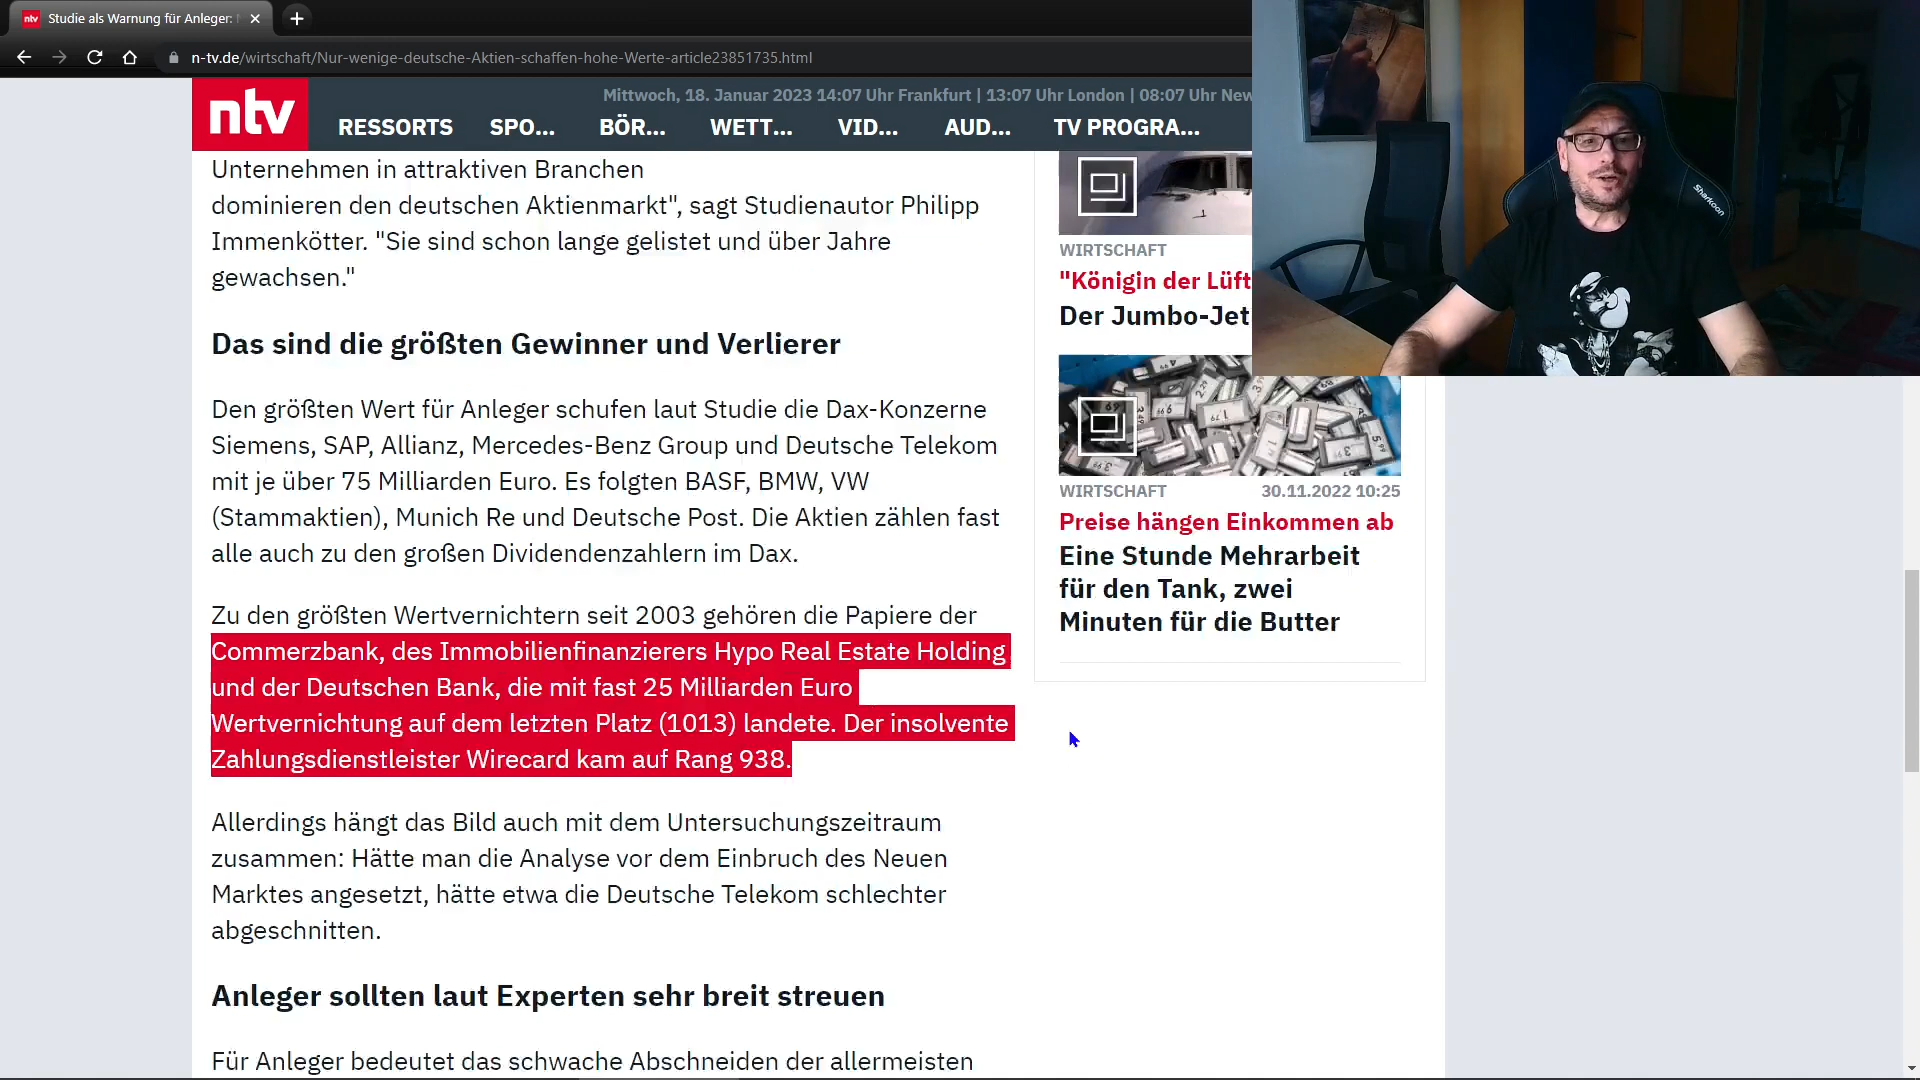 ntv
Studie als Warnung für Anleger:
n-tv.de/wirtschaft/Nur-wenige-deutsche-Aktien-schaffen-hohe-Werte-article23851735.html
ntv
Mittwoch, 18. Januar 2023 14:07 Uhr Frankfurt | 13:07 Uhr London | 08:07 Uhr New
RESSORTS SPO... BÖR... WETT... VID... AUD... TV PROGRA...
Unternehmen in attraktiven Branchen
dominieren den deutschen Aktienmarkt", sagt Studienautor Philipp
Immenkötter. "Sie sind schon lange gelistet und über Jahre
gewachsen."
Das sind die größten Gewinner und Verlierer
Den größten Wert für Anleger schufen laut Studie die Dax-Konzerne
Siemens, SAP, Allianz, Mercedes-Benz Group und Deutsche Telekom
mit je über 75 Milliarden Euro. Es folgten BASF, BMW, VW
(Stammaktien), Munich Re und Deutsche Post. Die Aktien zählen fast
alle auch zu den großen Dividendenzahlern im Dax.
Zu den größten Wertvernichtern seit 2003 gehören die Papiere der
Commerzbank, des Immobilienfinanzierers Hypo Real Estate Holding
und der Deutschen Bank, die mit fast 25 Milliarden Euro
Wertvernichtung auf dem letzten Platz (1013) landete. Der insolvente
Zahlungsdienstleister Wirecard kam auf Rang 938.
Allerdings hängt das Bild auch mit dem Untersuchungszeitraum
zusammen: Hätte man die Analyse vor dem Einbruch des Neuen
Marktes angesetzt, hätte etwa die Deutsche Telekom schlechter
abgeschnitten.
Anleger sollten laut Experten sehr breit streuen
Für Anleger bedeutet das schwache Abschneiden der allermeisten
WIRTSCHAFT
"Königin der Lüft
Der Jumbo-Jet
WIRTSCHAFT 30.11.2022 10:25
Preise hängen Einkommen ab
Eine Stunde Mehrarbeit
für den Tank, zwei
Minuten für die Butter
Sharkoon